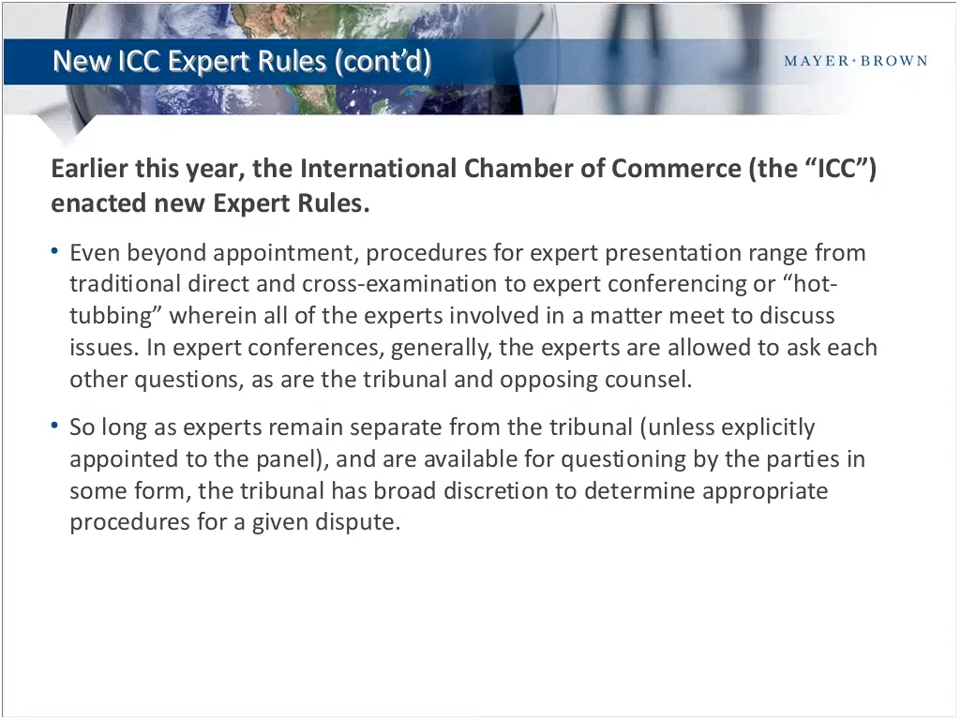 New ICC Expert Rules (cont’d)
MAYER·BROWN
Earlier this year, the International Chamber of Commerce (the “ICC”)
enacted new Expert Rules.
• Even beyond appointment, procedures for expert presentation range from
traditional direct and cross-examination to expert conferencing or “hot-
tubbing” wherein all of the experts involved in a matter meet to discuss
issues. In expert conferences, generally, the experts are allowed to ask each
other questions, as are the tribunal and opposing counsel.
• So long as experts remain separate from the tribunal (unless explicitly
appointed to the panel), and are available for questioning by the parties in
some form, the tribunal has broad discretion to determine appropriate
procedures for a given dispute.